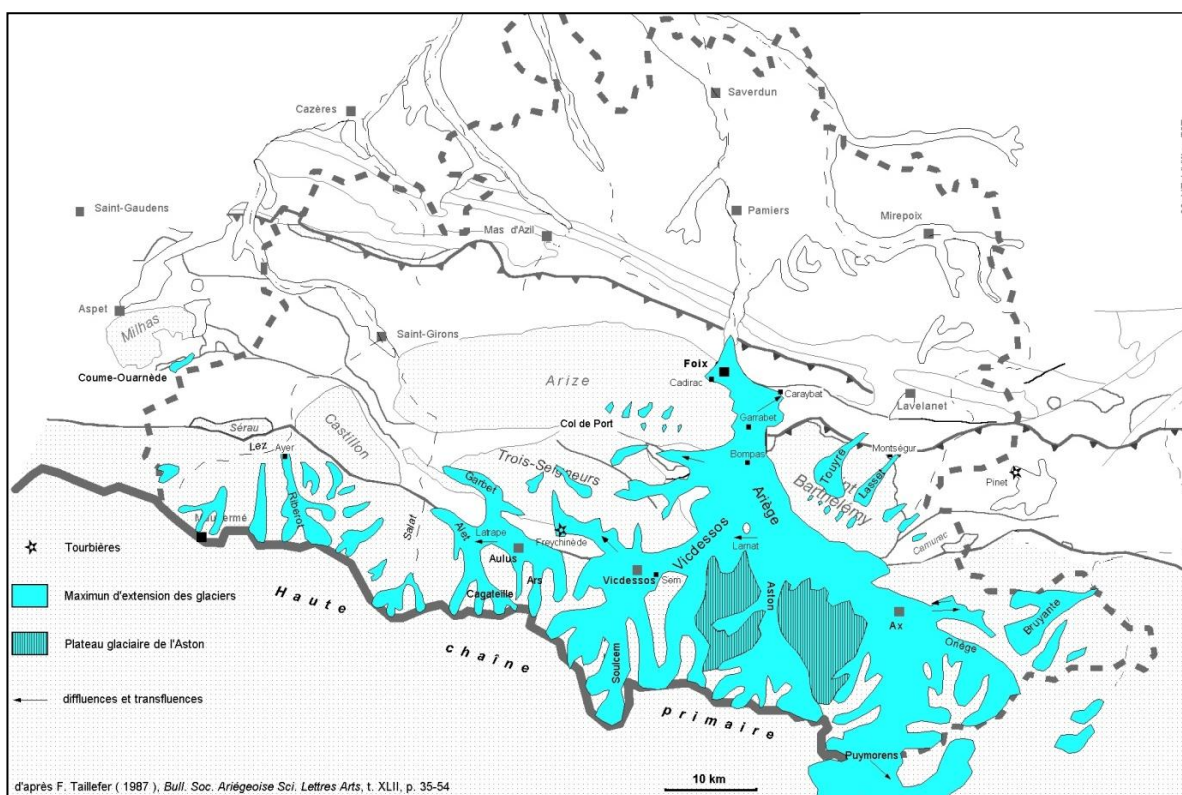 Saverdun
Cazères
Saint-Gaudens
Pamiers
Mirepoix
Mas d'Azil
Aspet
Milhas
Saint-Girons
Coume-Ouarnède
Foix
Cadirac
Arize
Caraybat
Lavelanet
Garrabet
Col de Port
Sérau
Castillon
Lez
Ayer
Bompas
Montségur
Touyre
Lasset
Barthélémy
Pinet
Trois-Seigneurs
Garbet
Riberot
Salat
Alet
Latrape
Freychinède
Ariège
Vicdessos
Camurac
Larnat
Aulus
Ars
Cagateille
Vicdessos
Sem
Aston
Ax
Oriège
Bruyante
Soulcem
Haute
chaîne
primaire
Puymorens
Tourbières
Maximun d'extension des glaciers
Plateau glaciaire de l'Aston
diffluences et transfluences
10 km
d'après F. Taillefer ( 1987 ), Bull. Soc. Ariégeoise Sci. Lettres Arts, t. XLII, p. 35-54